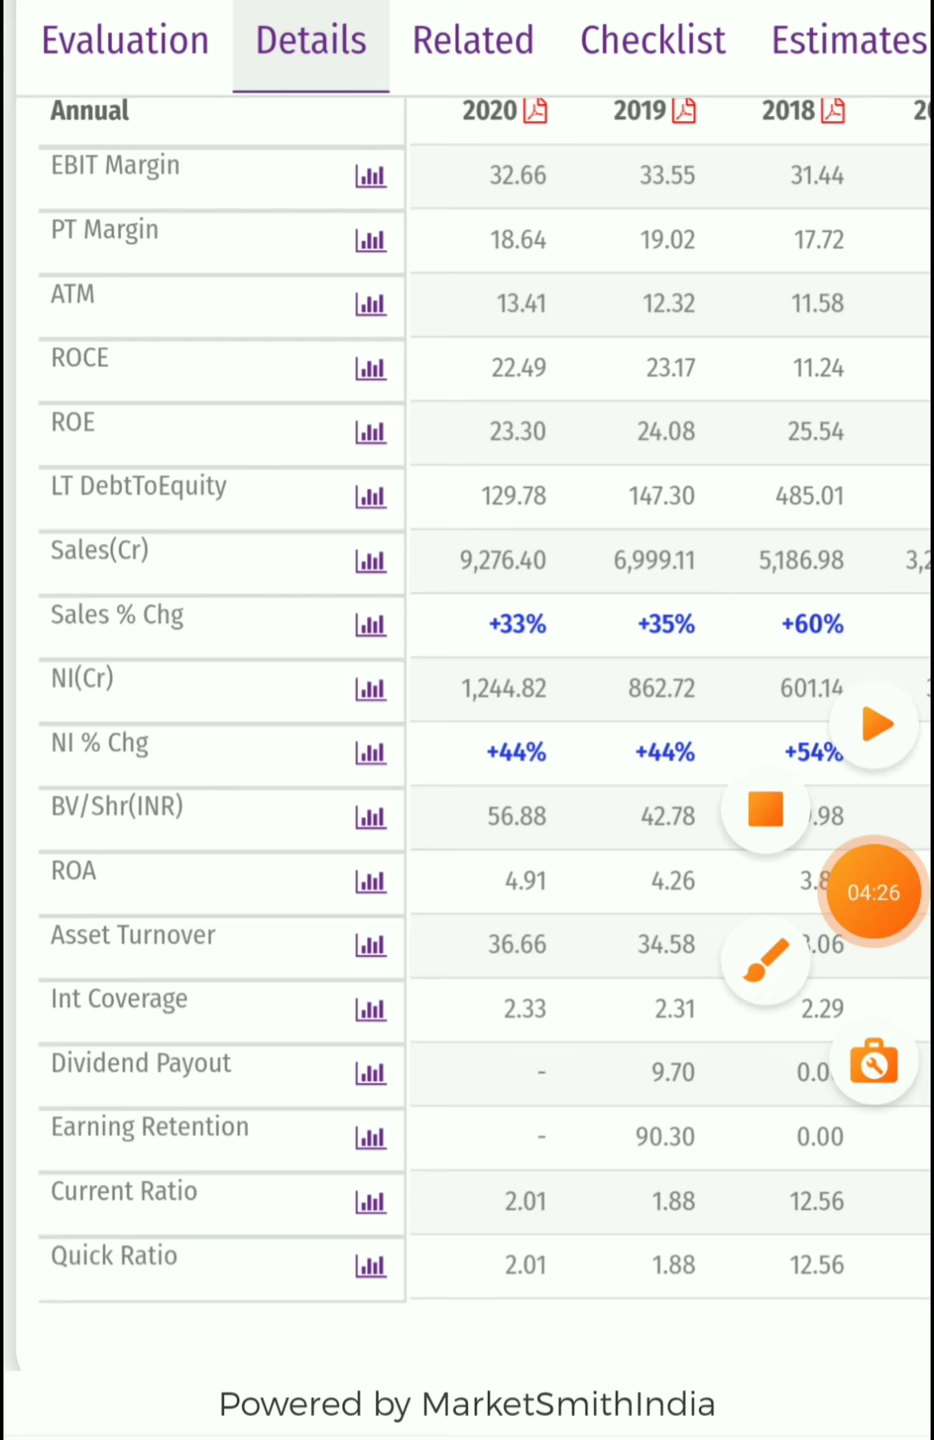 Evaluation Details Related Checklist Estimates
Annual 2020 2019 2018
EBIT Margin 32.66 33.55 31.44
PT Margin 18.64 19.02 17.72
ATM 13.41 12.32 11.58
ROCE 22.49 23.17 11.24
ROE 23.30 24.08 25.54
LT DebtToEquity 129.78 147.30 485.01
Sales(Cr) 9,276.40 6,999.11 5,186.98
Sales % Chg +33% +35% +60%
NI(Cr) 1,244.82 862.72 601.14
NI % Chg +44% +44% +54%
BV/Shr(INR) 56.88 42.78 .98
ROA 4.91 4.26 3.8
04:26
Asset Turnover 36.66 34.58 .06
Int Coverage 2.33 2.31 2.29
Dividend Payout - 9.70 0.0
Earning Retention - 90.30 0.00
Current Ratio 2.01 1.88 12.56
Quick Ratio 2.01 1.88 12.56
Powered by MarketSmithIndia